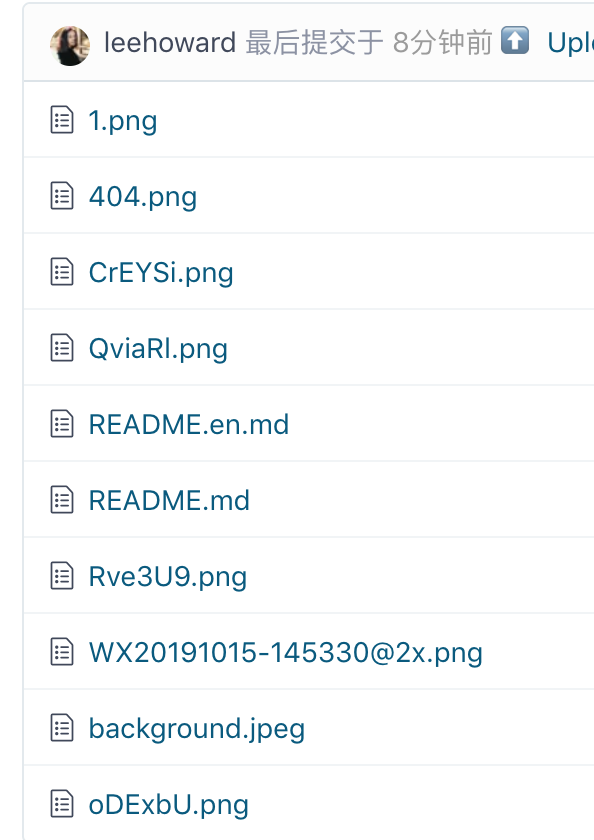 leehoward 最后提交于 8分钟前
1.png
404.png
CrEYSi.png
QviaRl.png
README.en.md
README.md
Rve3U9.png
WX20191015-145330@2x.png
background.jpeg
oDExbU.png